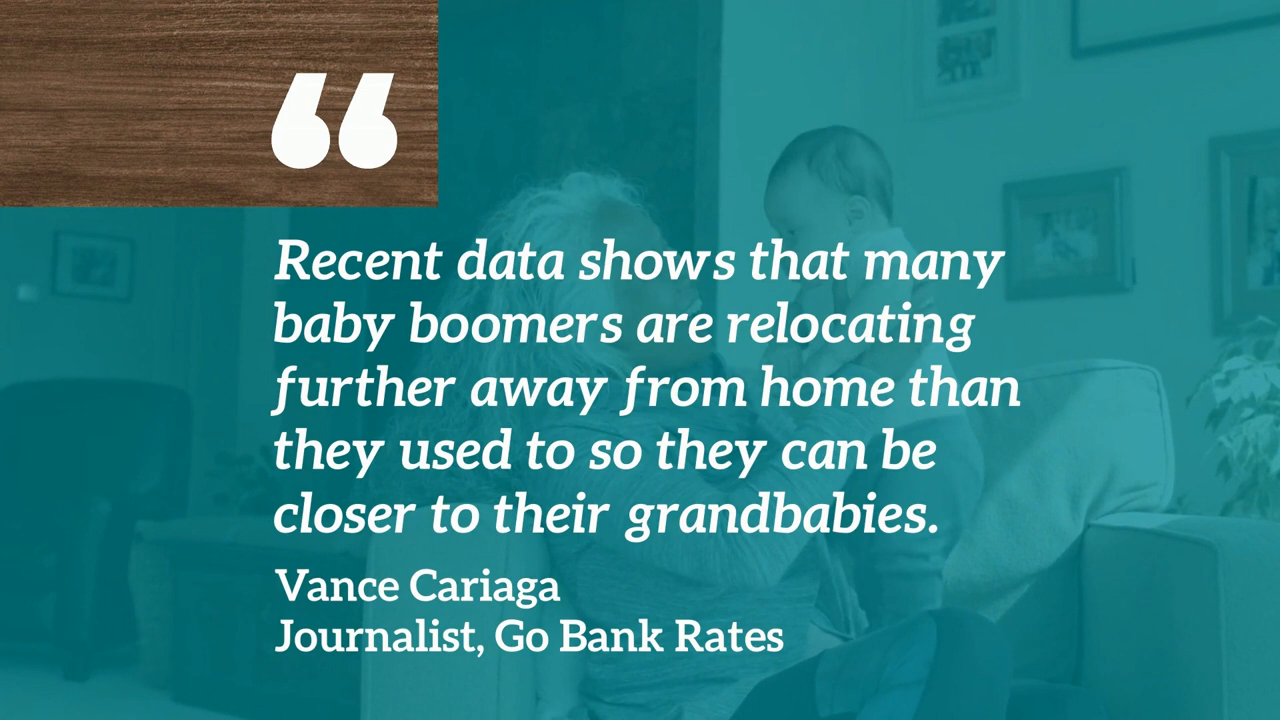 “
Recent data shows that many
baby boomers are relocating
further away from home than
they used to so they can be
closer to their grandbabies.
Vance Cariaga
Journalist, Go Bank Rates